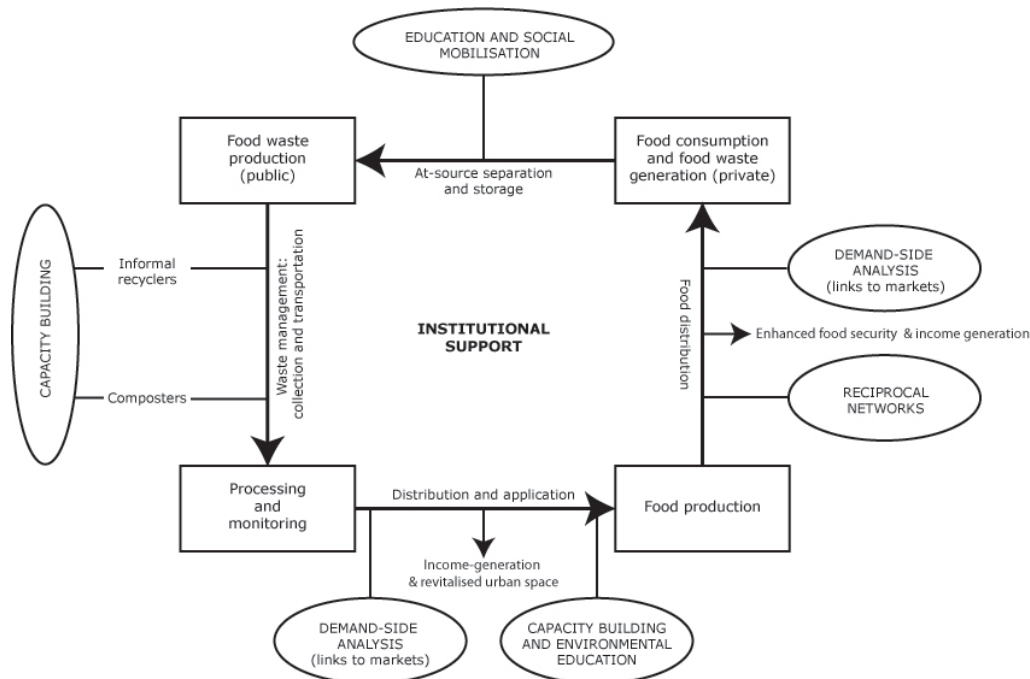 EDUCATION AND SOCIAL
MOBILISATION
Food waste
production
(public)
At-source separation
and storage
Food consumption
and food waste
generation (private)
CAPACITY BUILDING
Informal
recyclers
Composters
Waste management:
collection and transportation
INSTITUTIONAL
SUPPORT
Food distribution
DEMAND-SIDE
ANALYSIS
(links to markets)
Enhanced food security & income generation
RECIPROCAL
NETWORKS
Processing
and
monitoring
Distribution and application
Food production
Income-generation
& revitalised urban space
DEMAND-SIDE
ANALYSIS
(links to markets)
CAPACITY BUILDING
AND ENVIRONMENTAL
EDUCATION